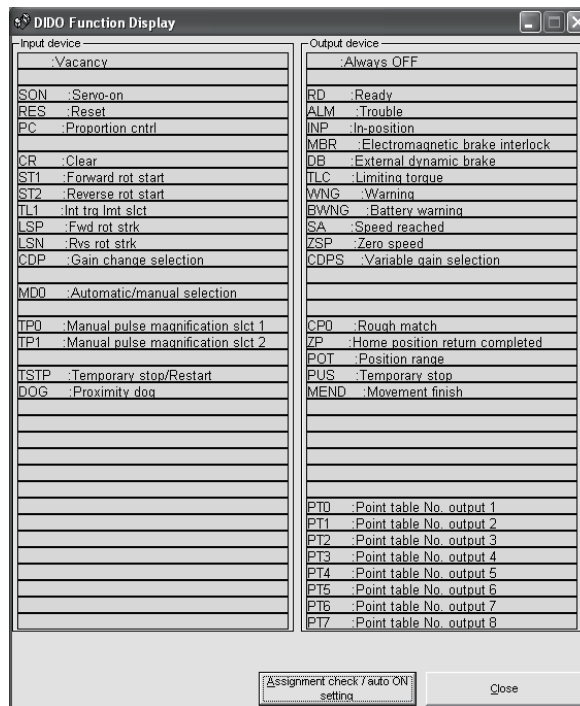 DIDO Function Display
Input device
:Vacancy
SON :Servo-on
RES :Reset
PC :Proportion cntrl
CR :Clear
ST1 :Forward rot start
ST2 :Reverse rot start
TL1 :Int trq lmt slct
LSP :Fwd rot strk
LSN :Rvs rot strk
CDP :Gain change selection
MD0 :Automatic/manual selection
TP0 :Manual pulse magnification slct 1
TP1 :Manual pulse magnification slct 2
TSTP :Temporary stop/Restart
DOG :Proximity dog
Output device
:Always OFF
RD :Ready
ALM :Trouble
INP :In-position
MBR :Electromagnetic brake interlock
DB :External dynamic brake
TLC :Limiting torque
WNG :Warning
BWNG :Battery warning
SA :Speed reached
ZSP :Zero speed
CDPS :Variable gain selection
CP0 :Rough match
ZP :Home position return completed
POT :Position range
PUS :Temporary stop
MEND :Movement finish
PT0 :Point table No. output 1
PT1 :Point table No. output 2
PT2 :Point table No. output 3
PT3 :Point table No. output 4
PT4 :Point table No. output 5
PT5 :Point table No. output 6
PT6 :Point table No. output 7
PT7 :Point table No. output 8
Assignment check / auto ON
setting
Close